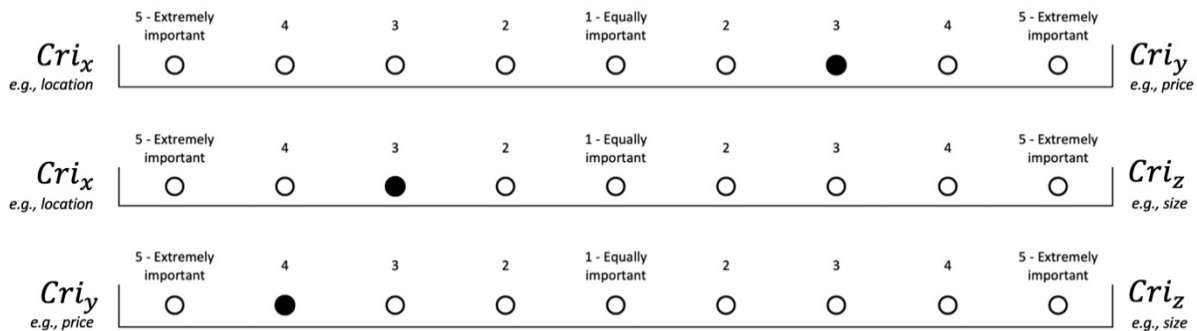 5 - Extremely important 4 3 2 1 - Equally important 2 3 4 5 - Extremely important
Cri_x Cri_y
e.g., location e.g., price
5 - Extremely important 4 3 2 1 - Equally important 2 3 4 5 - Extremely important
Cri_x Cri_z
e.g., location e.g., size
5 - Extremely important 4 3 2 1 - Equally important 2 3 4 5 - Extremely important
Cri_y Cri_z
e.g., price e.g., size